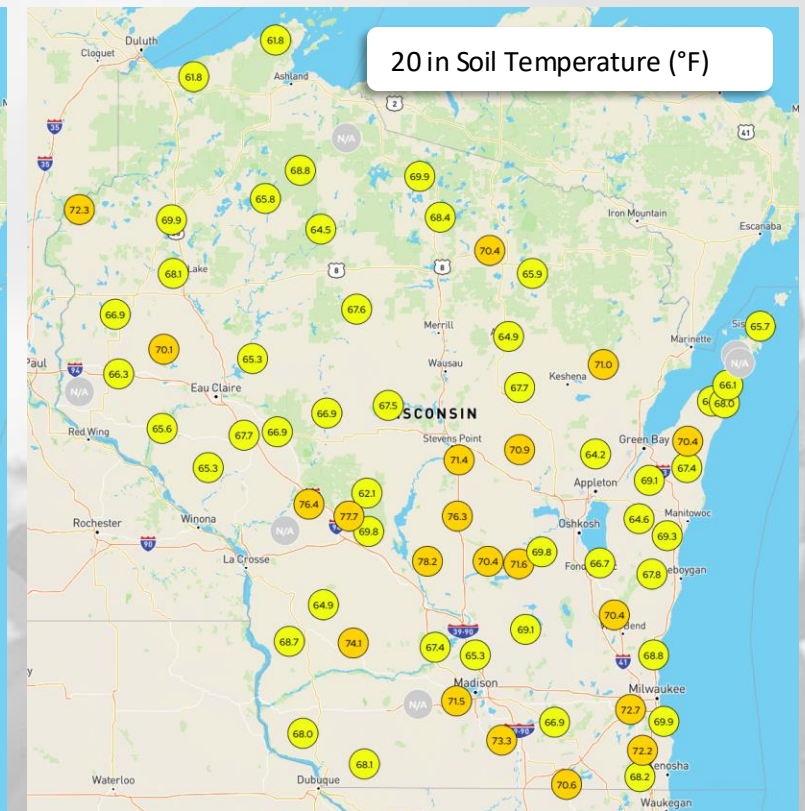 20 in Soil Temperature (°F)
61.8
Duluth
Cloquet
61.8
Ashland
2
41
35
N/A
35
68.8
69.9
65.8
72.3
69.9
68.4
Iron Mountain
64.5
Escanaba
70.4
68.1
Lake
8
8
65.9
67.6
66.9
Merrill
65.7
64.9
Marinette
70.1
65.3
Wausau
71.0
N/A
Paul
94
66.3
Keshena
66.1
N/A
Eau Claire
67.7
68.0
67.5
66.9
SCONSIN
65.6
Red Wing
67.7
66.9
Stevens Point
Green Bay
70.4
70.9
64.2
71.4
65.3
67.4
69.1
Appleton
62.1
76.4
77.7
76.3
Manitowoc
Rochester
Winona
64.6
N/A
69.8
Oshkosh
69.3
90
69.8
La Crosse
78.2
70.4
71.6
Fond
66.7
67.8
eboygan
64.9
70.4
69.1
39-90
Bend
68.7
74.1
67.4
65.3
41
68.8
Madison
Milwaukee
N/A
71.5
72.7
66.9
69.9
68.0
73.3
72.2
68.1
enosha
68.2
Waterloo
Dubuque
70.6
Waukegan